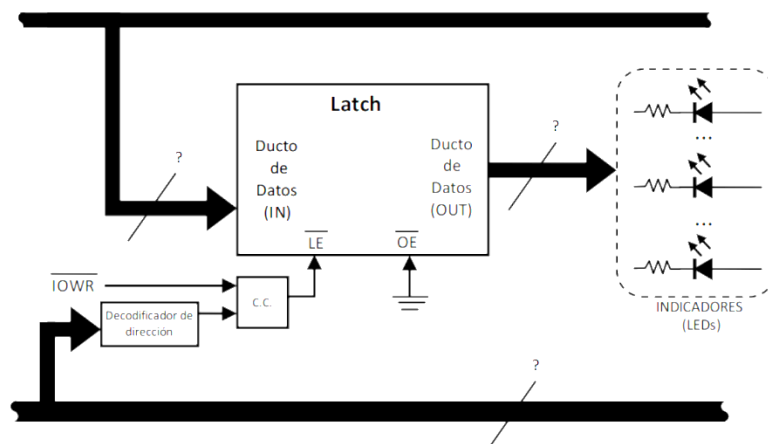 Latch
?
Ducto
de
Datos
(IN)
Ducto
de
Datos
(OUT)
?
...
...
LE
OE
IOWR
C.C.
Decodificador de
dirección
INDICADORES
(LEDs)
?